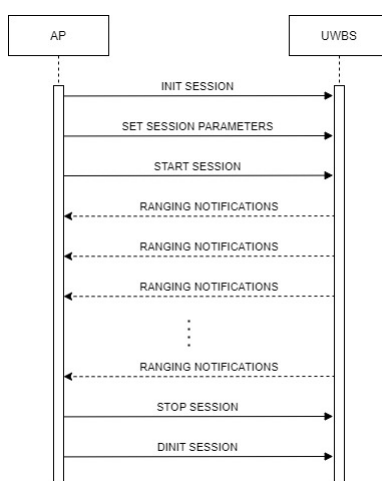 AP
UWBS
INIT SESSION
SET SESSION PARAMETERS
START SESSION
RANGING NOTIFICATIONS
RANGING NOTIFICATIONS
RANGING NOTIFICATIONS
RANGING NOTIFICATIONS
STOP SESSION
DINIT SESSION